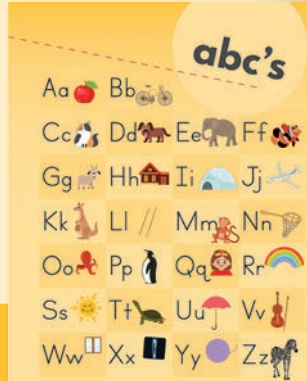 abc's
Aa Bb
Cc Dd Ee Ff
Gg Hh Ii Jj
Kk Ll Mm Nn
Oo Pp Qq Rr
Ss Tt Uu Vv
Ww Xx Yy Zz